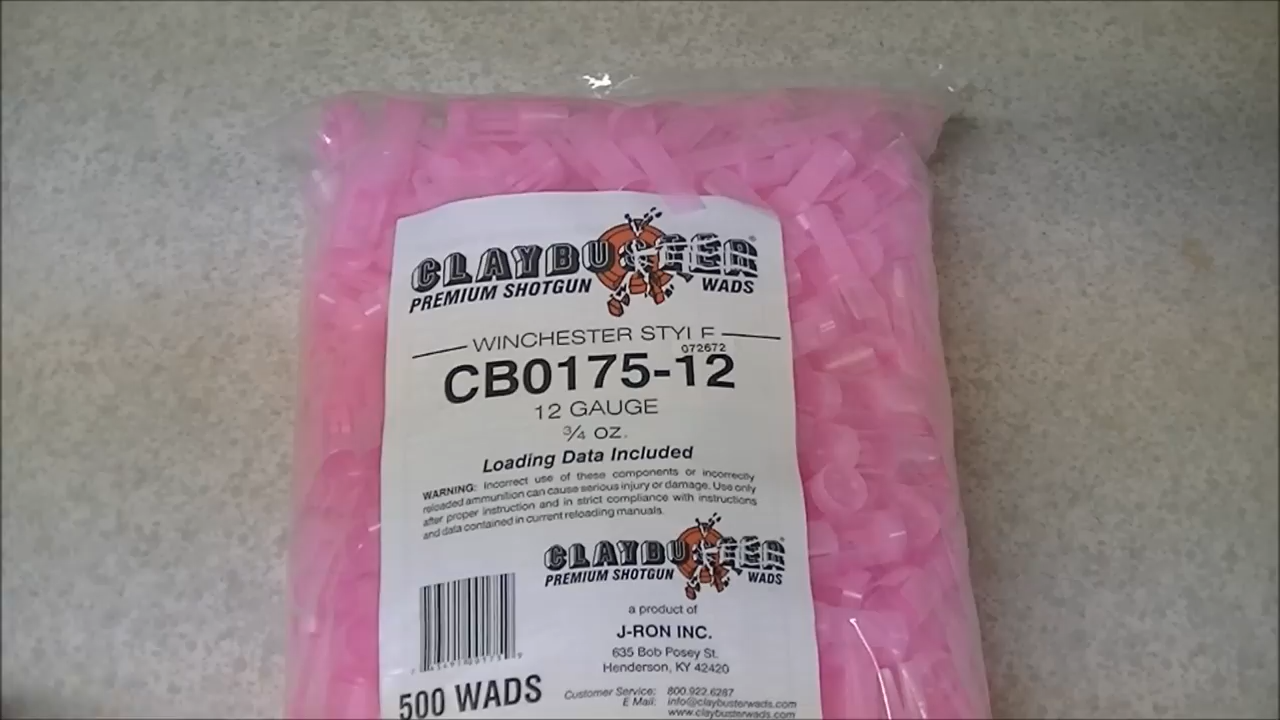 CLAYBUSTER®
PREMIUM SHOTGUN WADS
WINCHESTER STYLE
072672
CB0175-12
12 GAUGE
3/4 OZ.
Loading Data Included
WARNING: Incorrect use of these components or incorrectly
reloaded ammunition can cause serious injury or damage. Use only
after proper instruction and in strict compliance with instructions
and data contained in current reloading manuals.
CLAYBUSTER®
PREMIUM SHOTGUN WADS
a product of
J-RON INC.
635 Bob Posey St.
Henderson, KY 42420
500 WADS
Customer Service: 800.922.6287
E Mail: info@claybusterwads.com
www.claybusterwads.com